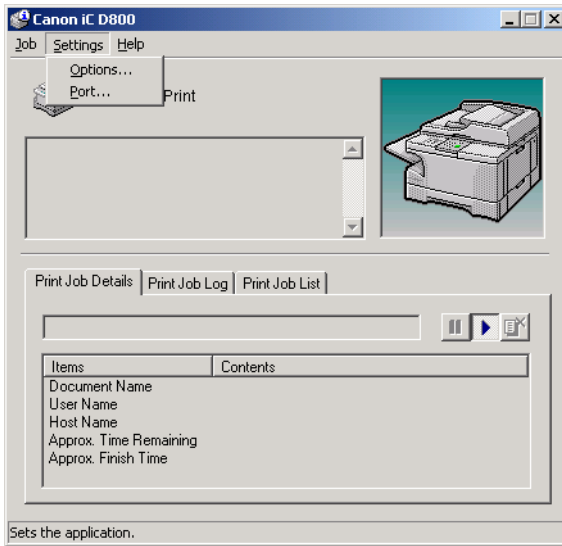 Canon iC D800
Job Settings Help
Options...
Port...
Print
Print Job Details Print Job Log Print Job List
Items Contents
Document Name
User Name
Host Name
Approx. Time Remaining
Approx. Finish Time
Sets the application.